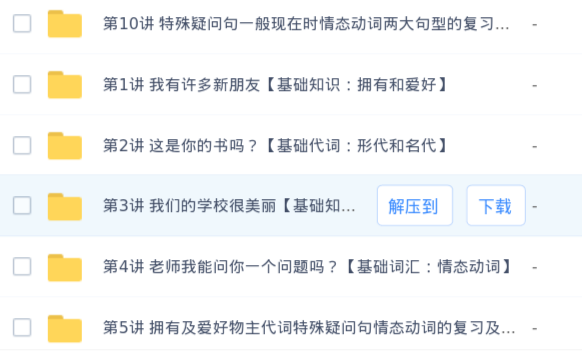 第10讲 特殊疑问句一般现在时情态动词两大句型的复习... -
第1讲 我有许多新朋友【基础知识：拥有和爱好】 -
第2讲 这是你的书吗？【基础代词：形代和名代】 -
第3讲 我们的学校很美丽【基础知... 解压到 下载 -
第4讲 老师我能问你一个问题吗？【基础词汇：情态动词】 -
第5讲 拥有及爱好物主代词特殊疑问句情态动词的复习及... -